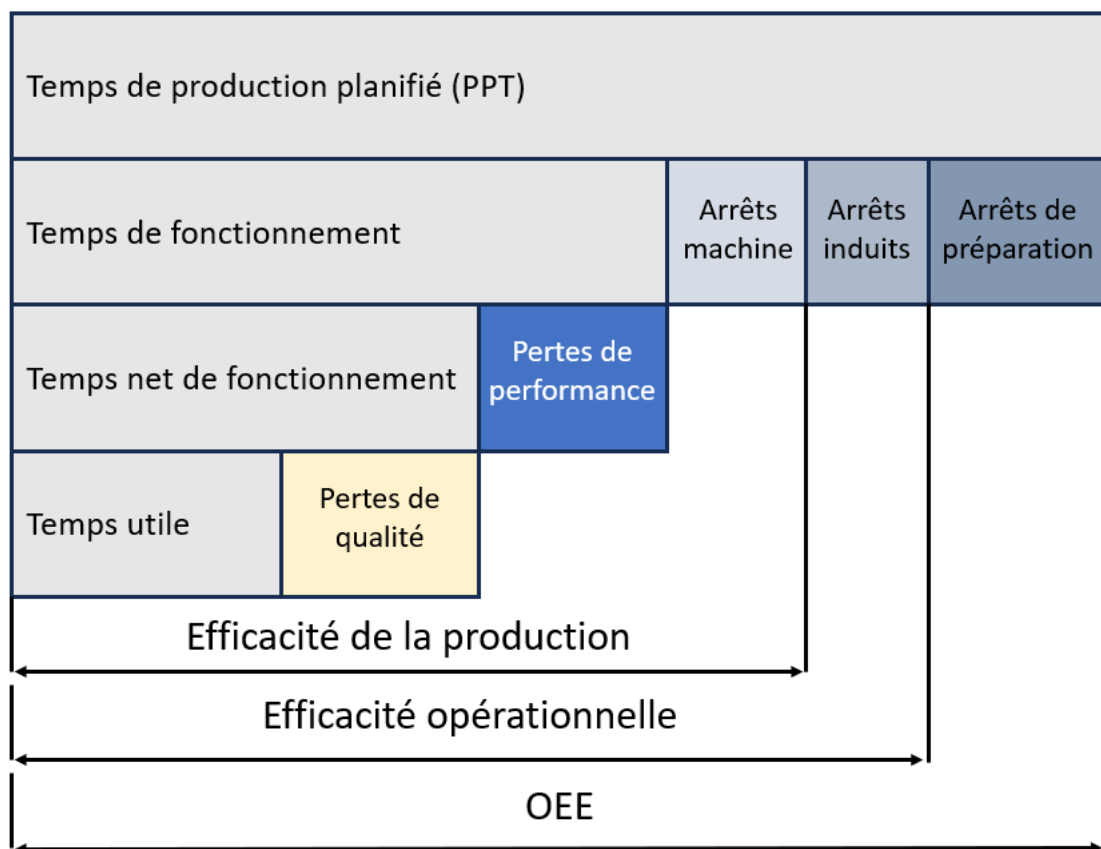 Temps de production planifié (PPT)
Temps de fonctionnement
Arrêts
machine
Arrêts
induits
Arrêts de
préparation
Temps net de fonctionnement
Pertes de
performance
Temps utile
Pertes de
qualité
Efficacité de la production
Efficacité opérationnelle
OEE